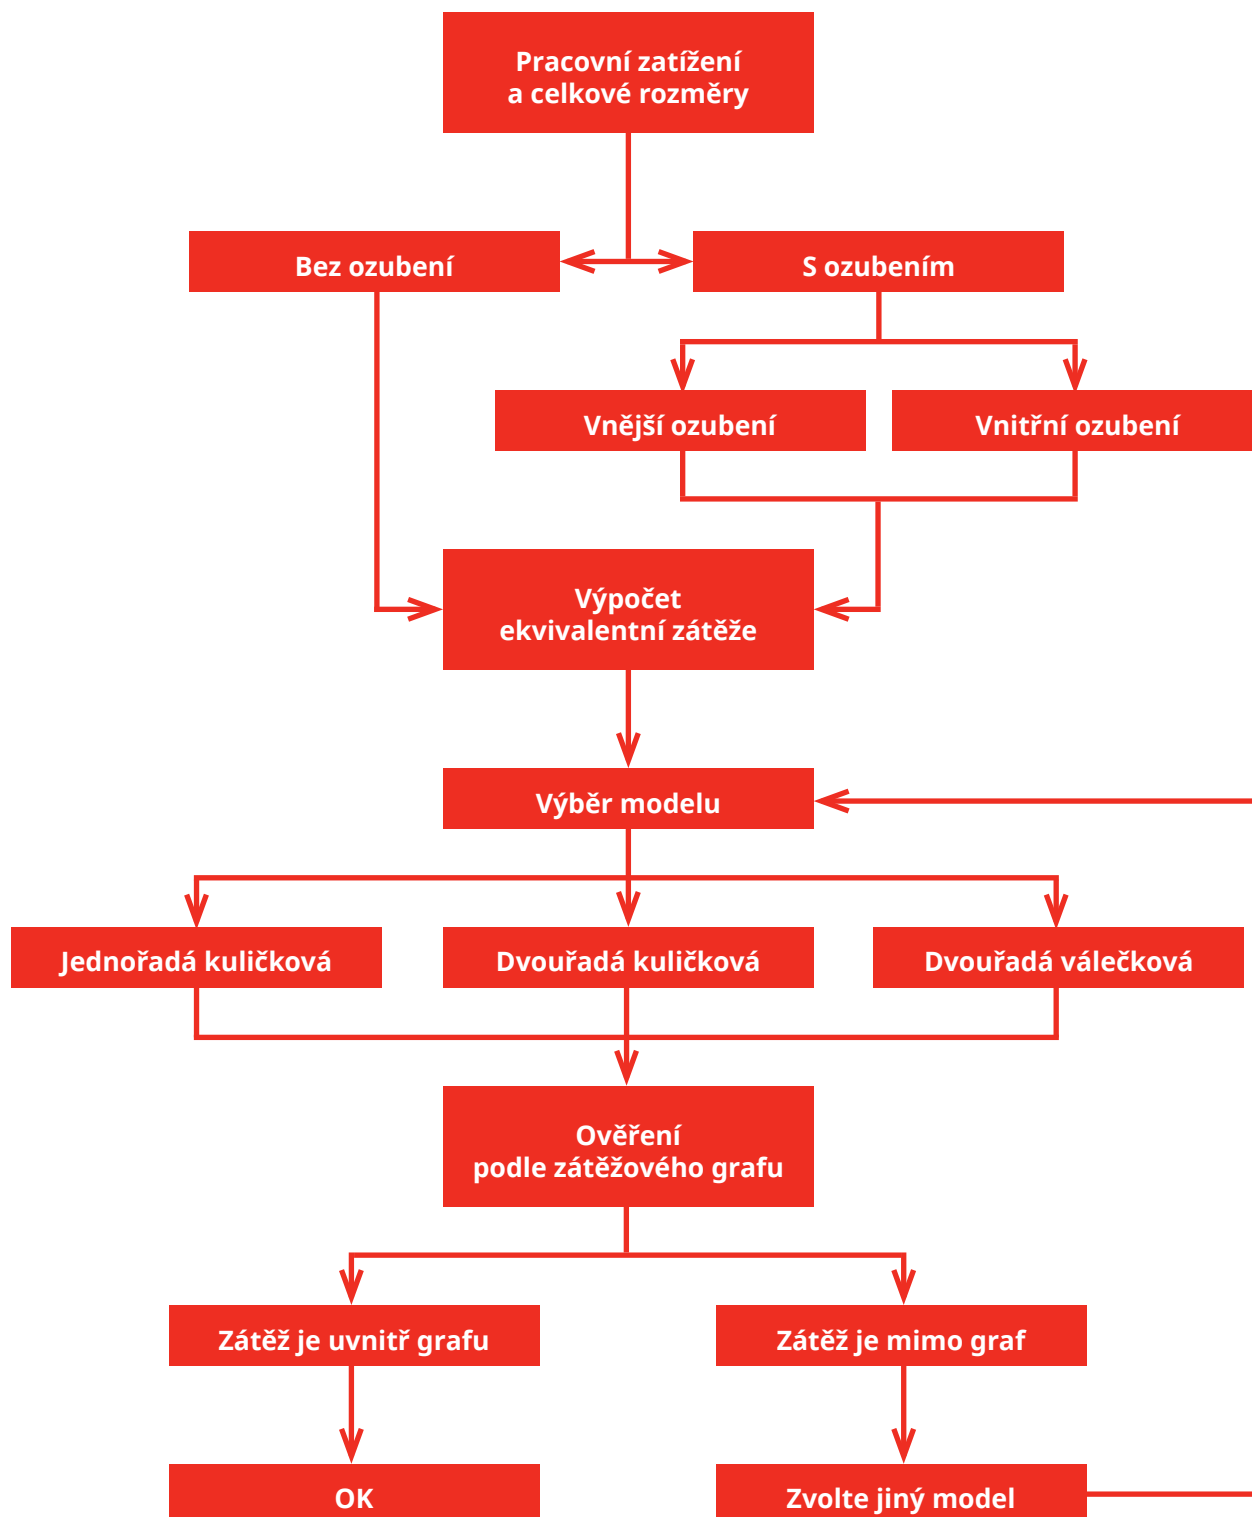 Pracovní zatížení
a celkové rozměry
Bez ozubení
S ozubením
Vnější ozubení
Vnitřní ozubení
Výpočet
ekvivalentní zátěže
Výběr modelu
Jednořadá kuličková
Dvouřadá kuličková
Dvouřadá válečková
Ověření
podle zátěžového grafu
Zátěž je uvnitř grafu
Zátěž je mimo graf
OK
Zvolte jiný model